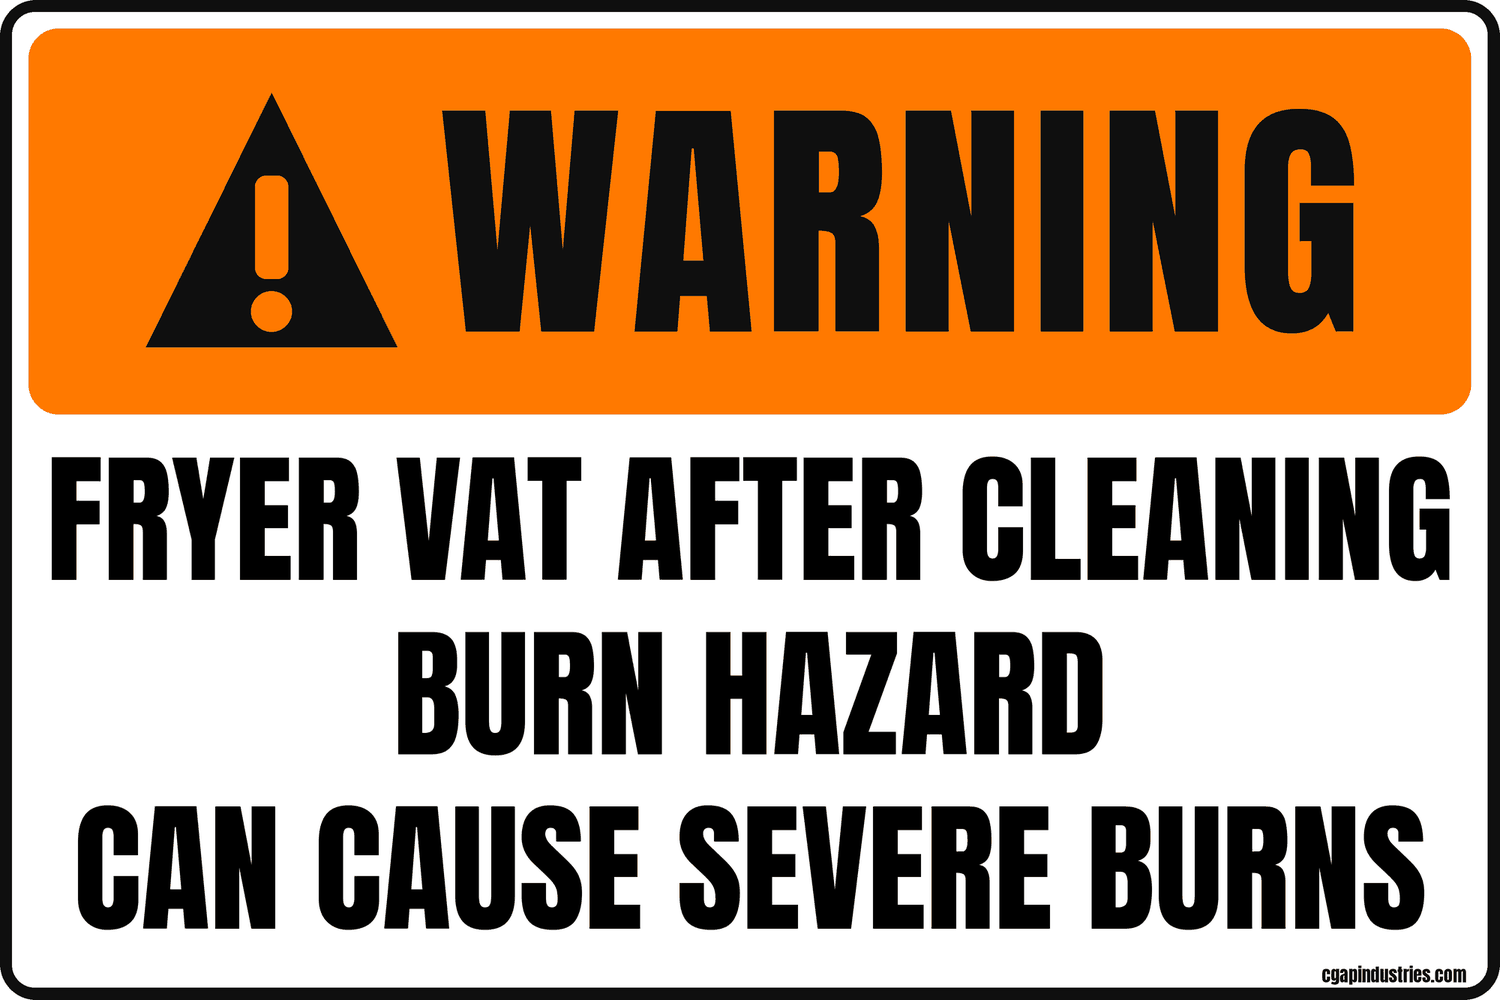 WARNING
FRYER VAT AFTER CLEANING
BURN HAZARD
CAN CAUSE SEVERE BURNS
cgapindustries.com